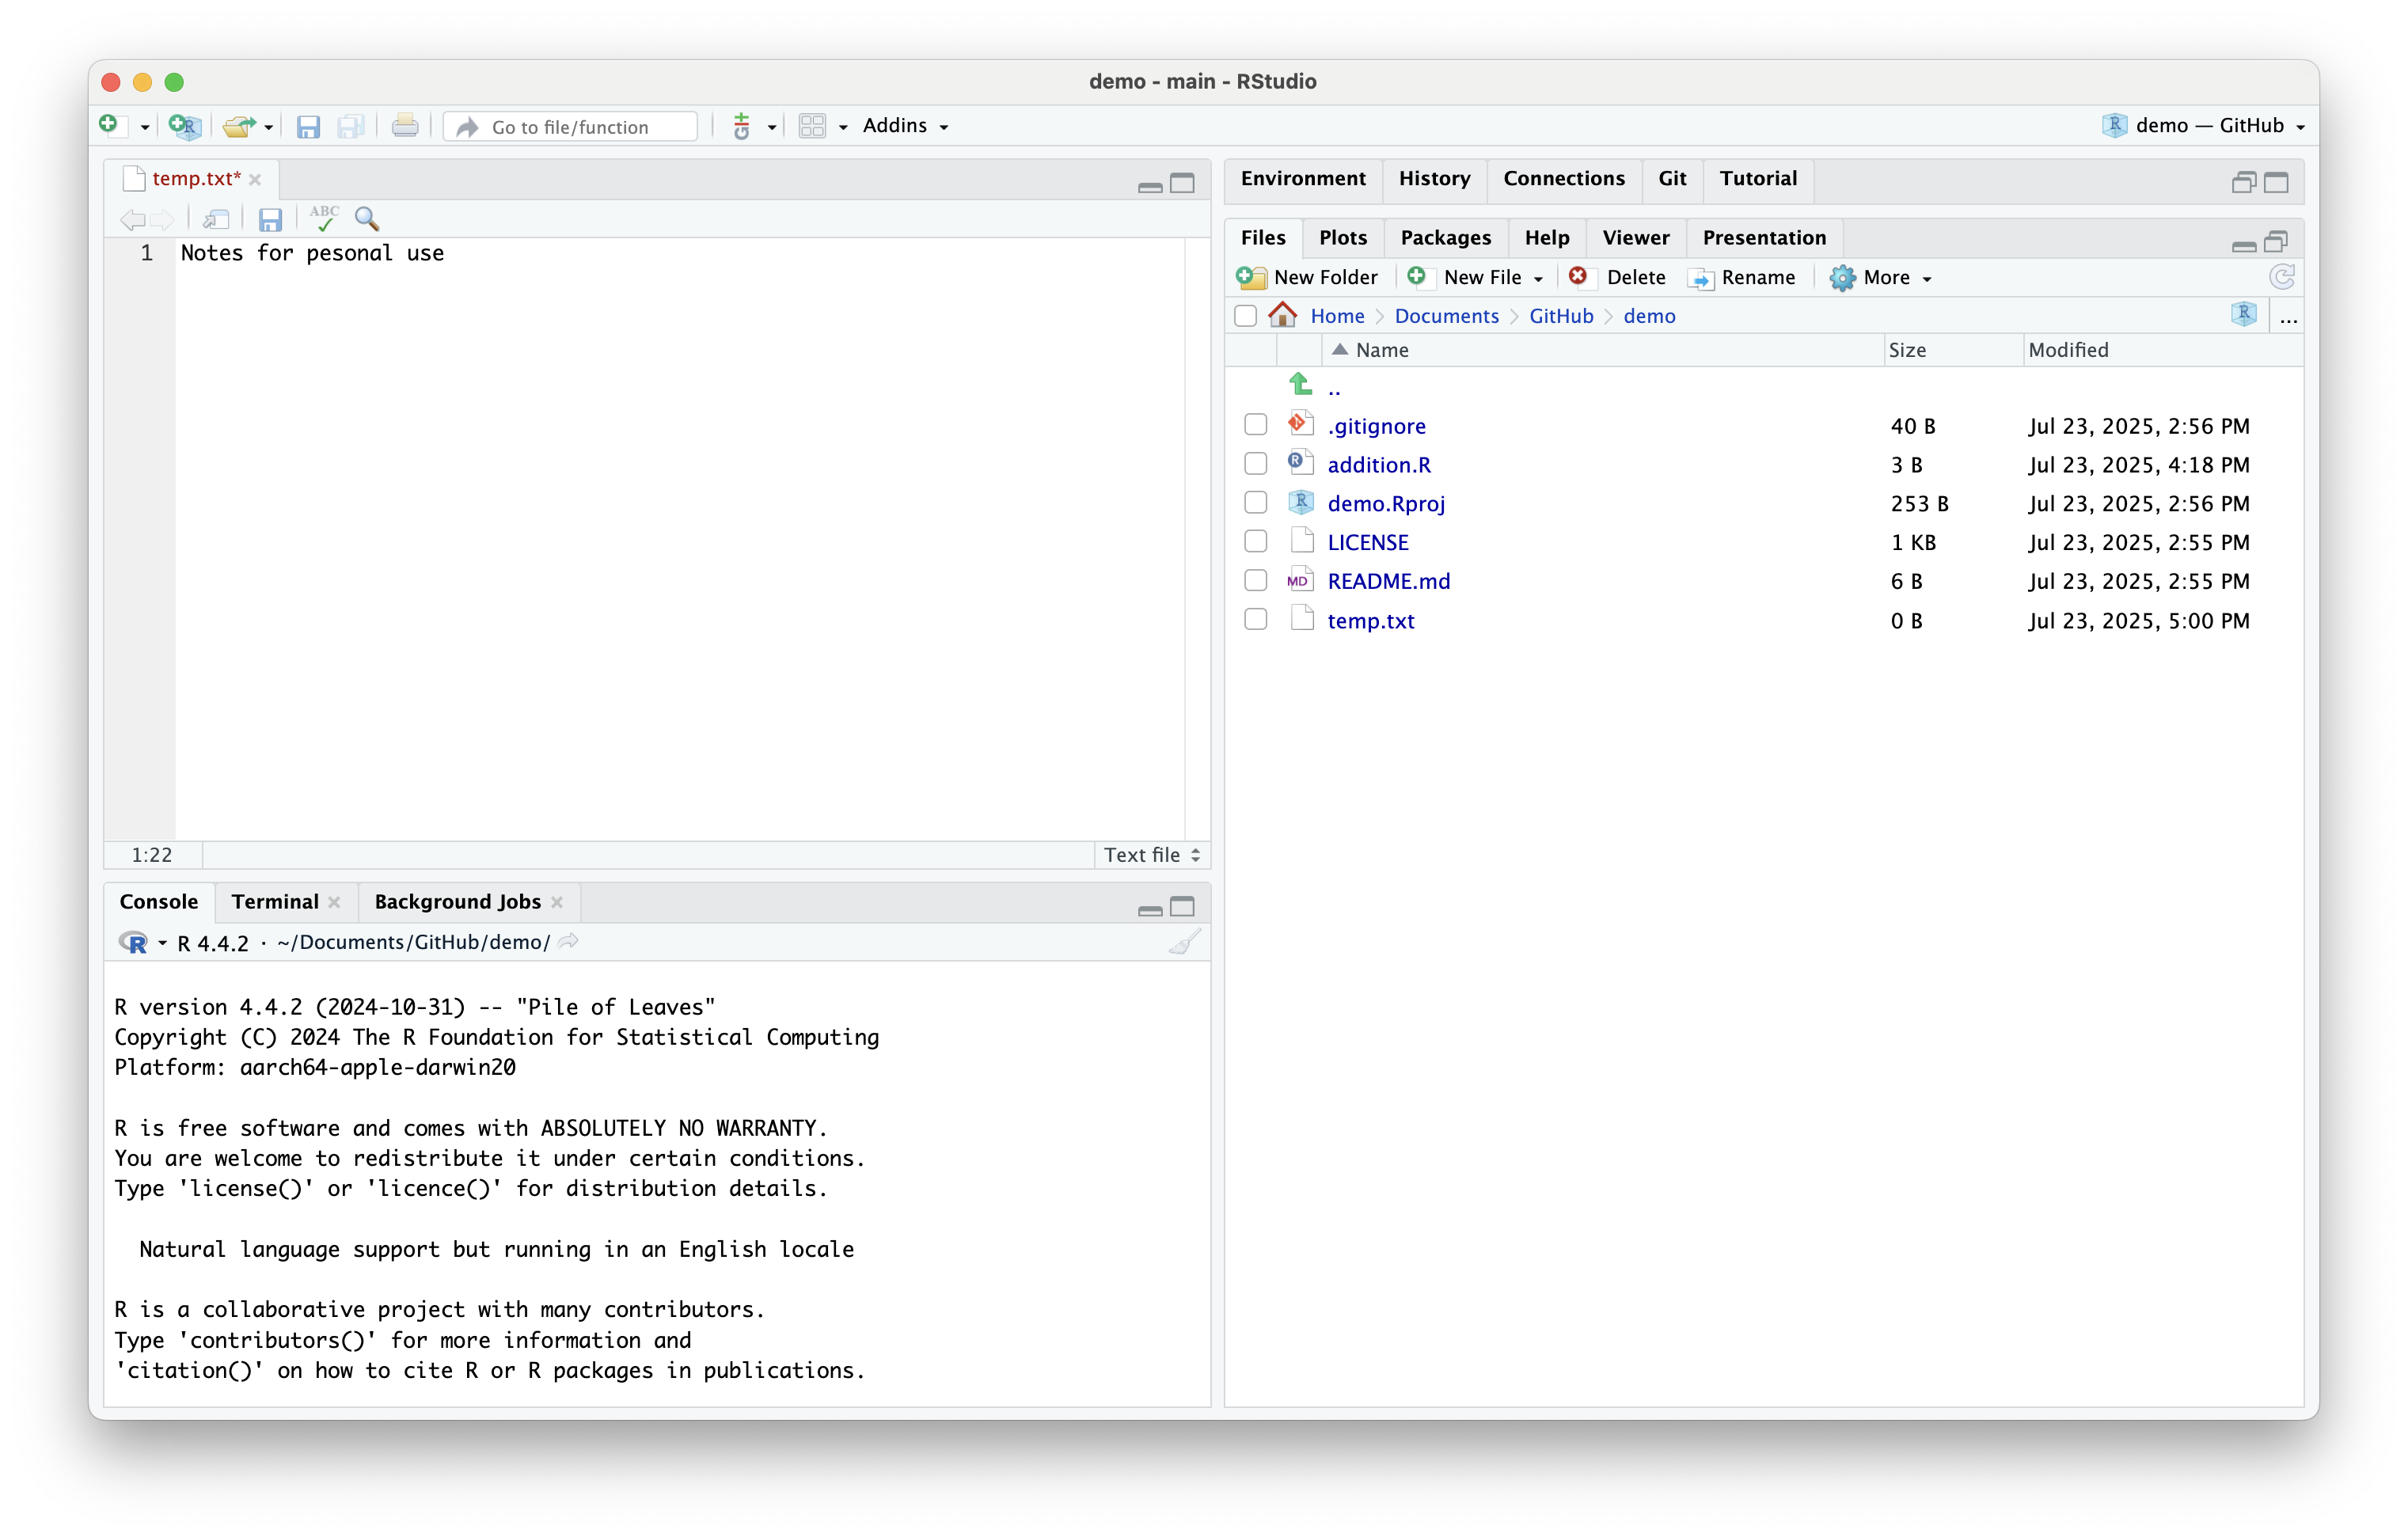 demo - main - RStudio
Go to file/function
Addins
demo — GitHub
temp.txt*
ABC
1 Notes for pesonal use
1:22
Text file
Console Terminal Background Jobs
R R 4.4.2 · ~/Documents/GitHub/demo/
R version 4.4.2 (2024-10-31) -- "Pile of Leaves"
Copyright (C) 2024 The R Foundation for Statistical Computing
Platform: aarch64-apple-darwin20
R is free software and comes with ABSOLUTELY NO WARRANTY.
You are welcome to redistribute it under certain conditions.
Type 'license()' or 'licence()' for distribution details.
Natural language support but running in an English locale
R is a collaborative project with many contributors.
Type 'contributors()' for more information and
'citation()' on how to cite R or R packages in publications.
Environment History Connections Git Tutorial
Files Plots Packages Help Viewer Presentation
New Folder New File Delete Rename More
Home Documents GitHub demo R ...
Name Size Modified
..
.gitignore 40 B Jul 23, 2025, 2:56 PM
addition.R 3 B Jul 23, 2025, 4:18 PM
demo.Rproj 253 B Jul 23, 2025, 2:56 PM
LICENSE 1 KB Jul 23, 2025, 2:55 PM
MD README.md 6 B Jul 23, 2025, 2:55 PM
temp.txt 0 B Jul 23, 2025, 5:00 PM